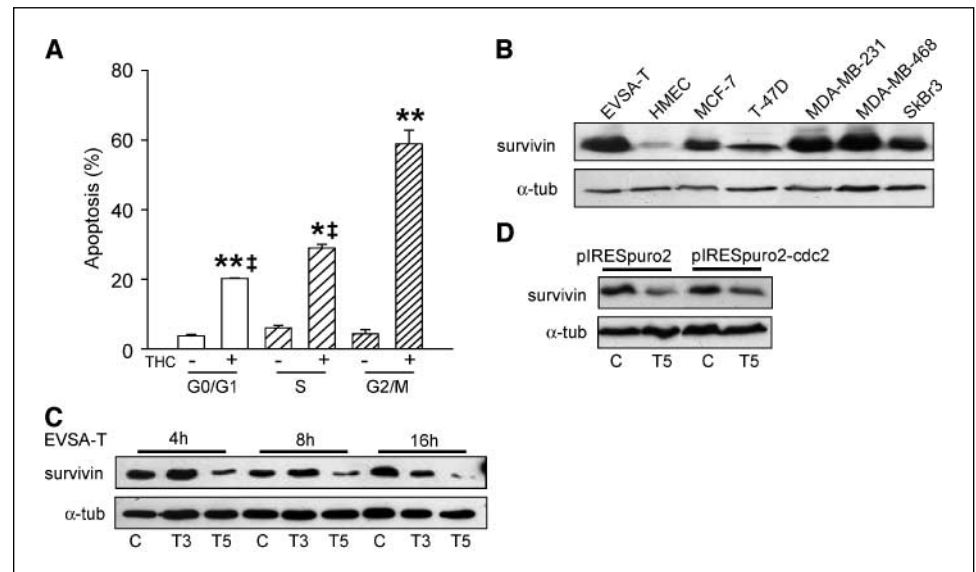 A
80
60
40
20
0
Apoptosis (%)
**‡
*‡
**
THC - + - + - +
G0/G1 S G2/M
B
EVSA-T HMEC MCF-7 T-47D MDA-MB-231 MDA-MB-468 SkBr3
survivin
α-tub
D
pIRESpuro2 pIRESpuro2-cdc2
survivin
α-tub
C T5 C T5
C
EVSA-T 4h 8h 16h
survivin
α-tub
C T3 T5 C T3 T5 C T3 T5